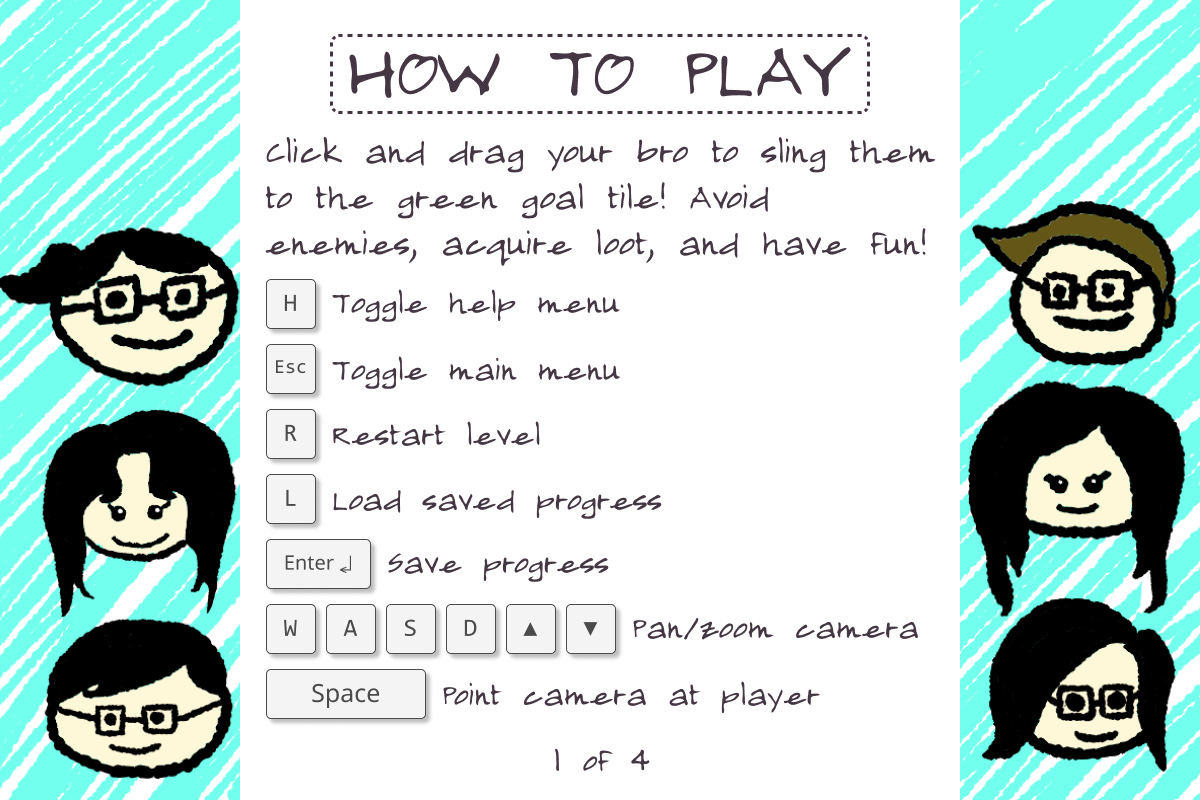 HOW TO PLAY
Click and drag your bro to sling them
to the green goal tile! Avoid
enemies, acquire loot, and have fun!
H Toggle help menu
Esc Toggle main menu
R Restart level
L Load saved progress
Enter ↲ Save progress
W A S D ▲ ▼ Pan/zoom camera
Space Point camera at player
1 of 4